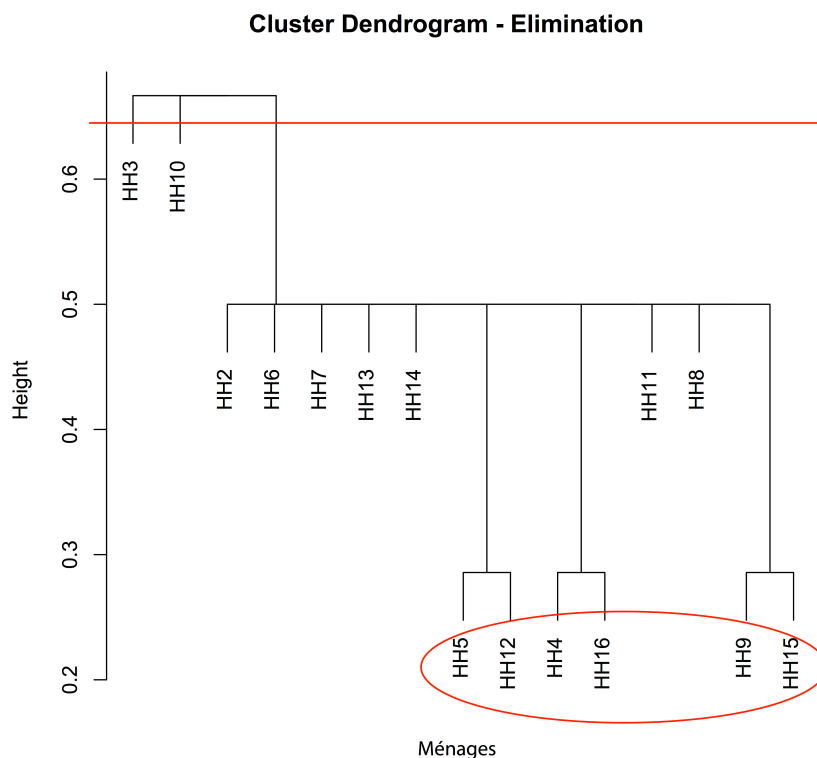 Cluster Dendrogram - Elimination
Height
0.6
0.5
0.4
0.3
0.2
HH3
HH10
HH2
HH6
HH7
HH13
HH14
HH11
HH8
HH5
HH12
HH4
HH16
HH9
HH15
Ménages